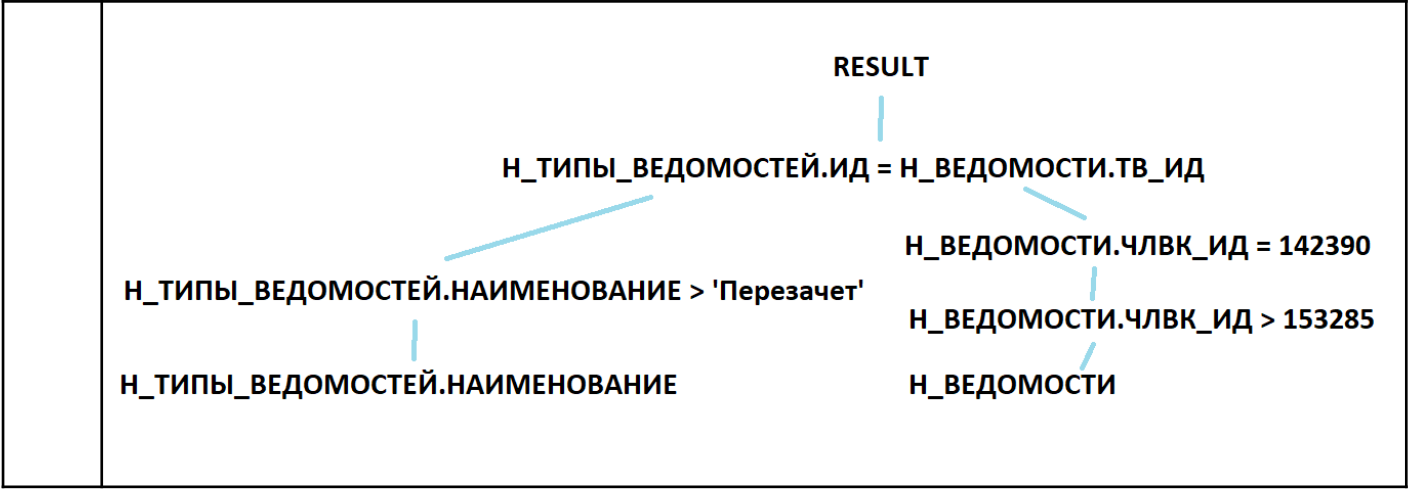 RESULT
Н_ТИПЫ_ВЕДОМОСТЕЙ.ИД = Н_ВЕДОМОСТИ.ТВ_ИД
Н_ВЕДОМОСТИ.ЧЛВК_ИД = 142390
Н_ТИПЫ_ВЕДОМОСТЕЙ.НАИМЕНОВАНИЕ > 'Перезачет'
Н_ВЕДОМОСТИ.ЧЛВК_ИД > 153285
Н_ТИПЫ_ВЕДОМОСТЕЙ.НАИМЕНОВАНИЕ
Н_ВЕДОМОСТИ